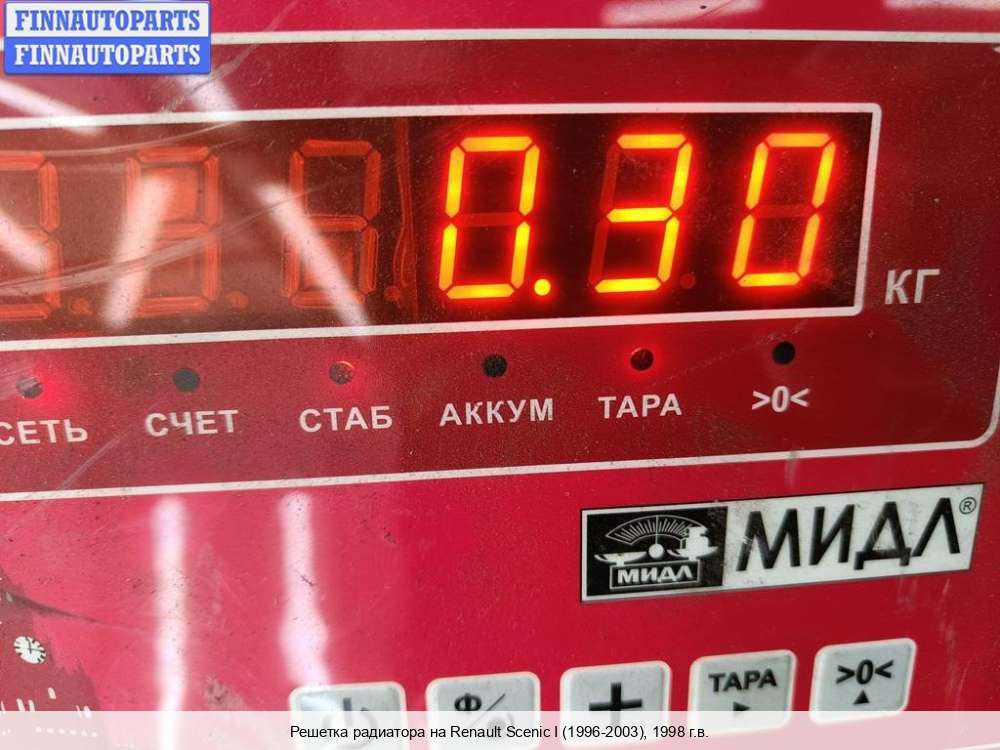 FINNAUTOPARTS
FINNAUTOPARTS
0.30
КГ
СЕТЬ СЧЕТ СТАБ АККУМ ТАРА >0<
МИДЛ МИДЛ®
Ф/ + ТАРА >0<
Решетка радиатора на Renault Scenic I (1996-2003), 1998 г.в.